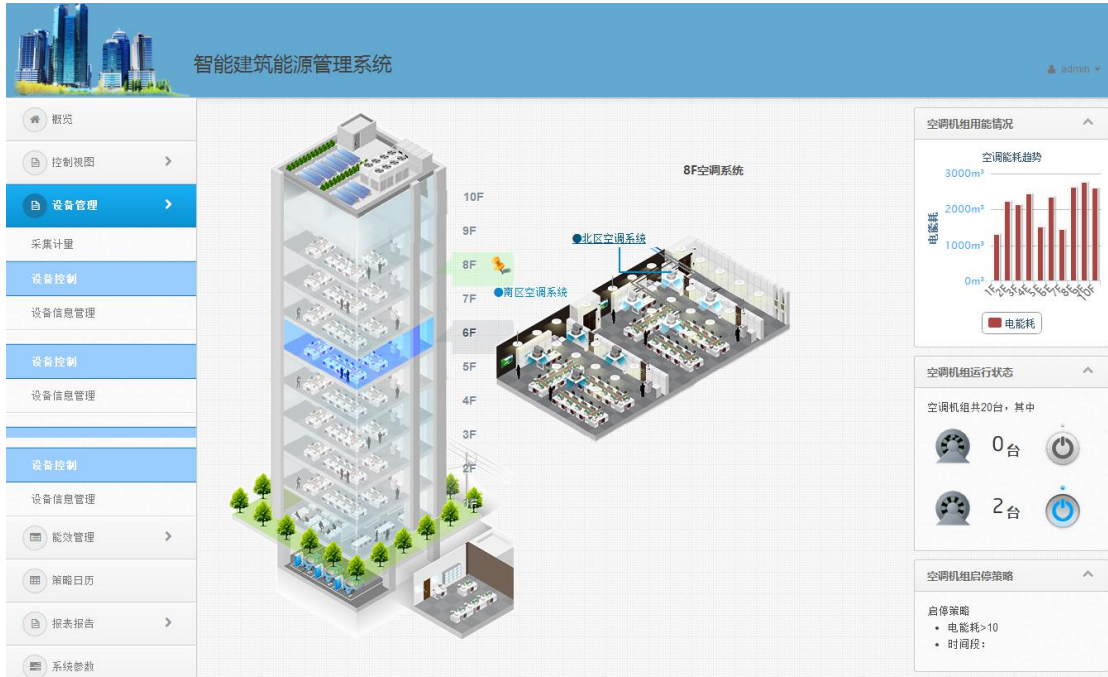 智能建筑能源管理系统
admin
概览
控制视图
设备管理
采集计量
设备控制
设备信息管理
设备控制
设备信息管理
设备控制
设备信息管理
能效管理
策略日历
报表报告
系统参数
10F
9F
8F
7F
6F
5F
4F
3F
2F
1F
8F空调系统
北区空调系统
南区空调系统
空调机组用能情况
空调能耗趋势
3000m³
2000m³
1000m³
0m³
电能耗
1F 2F 3F 4F 5F 6F 7F 8F 9F 10F
电能耗
空调机组运行状态
空调机组共20台，其中
0台
2台
空调机组启停策略
启停策略
• 电能耗>10
• 时间段：